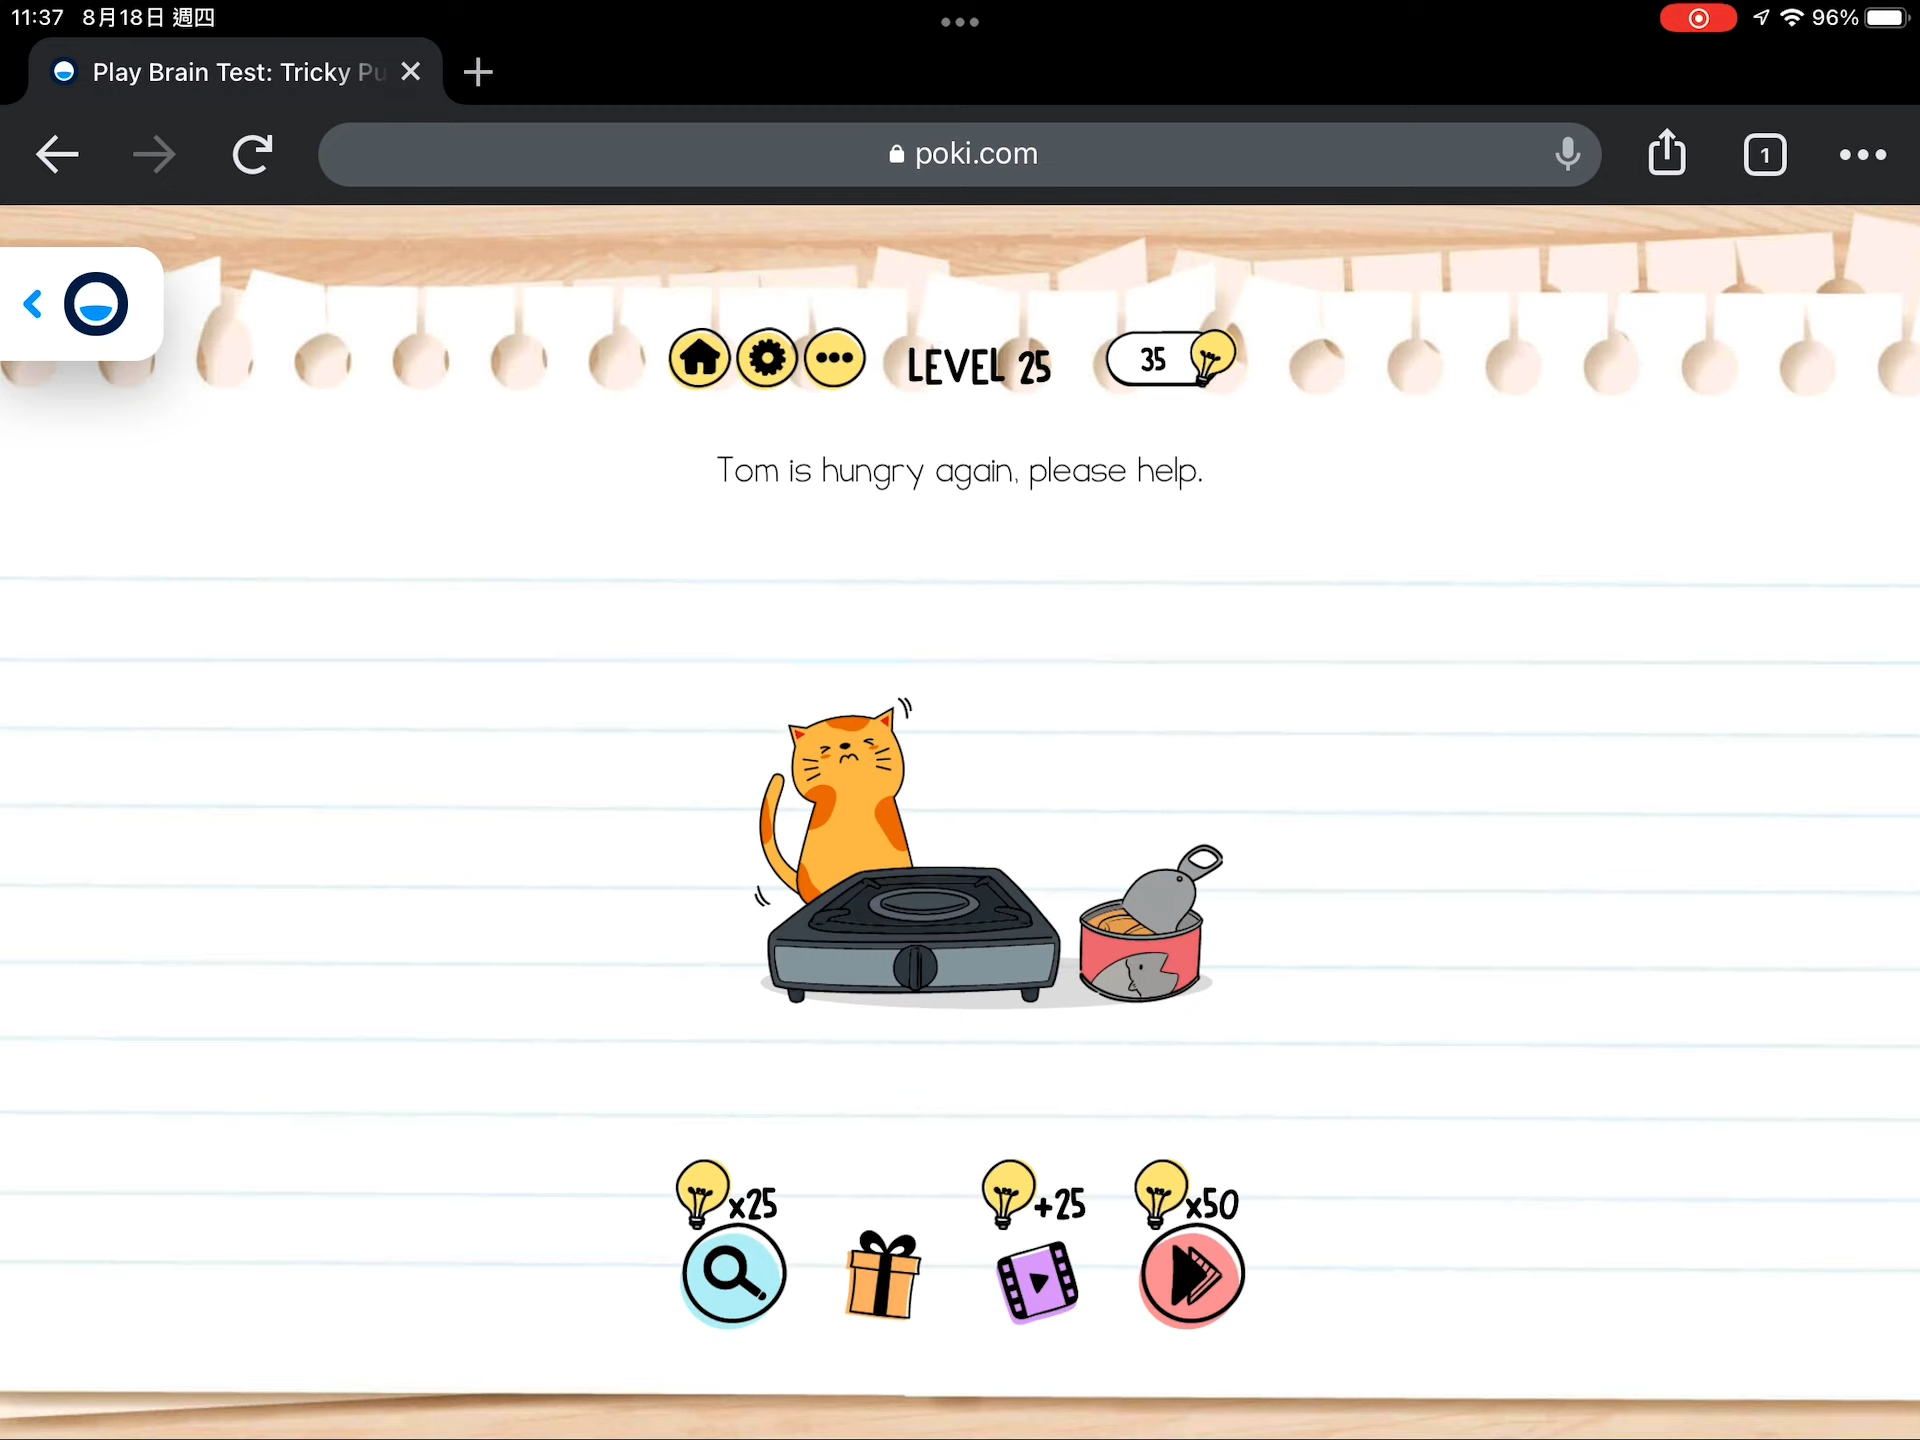 11:37 8月18日 週四
96%
Play Brain Test: Tricky Pu
poki.com
1
LEVEL 25
35
Tom is hungry again, please help.
x25
+25
x50